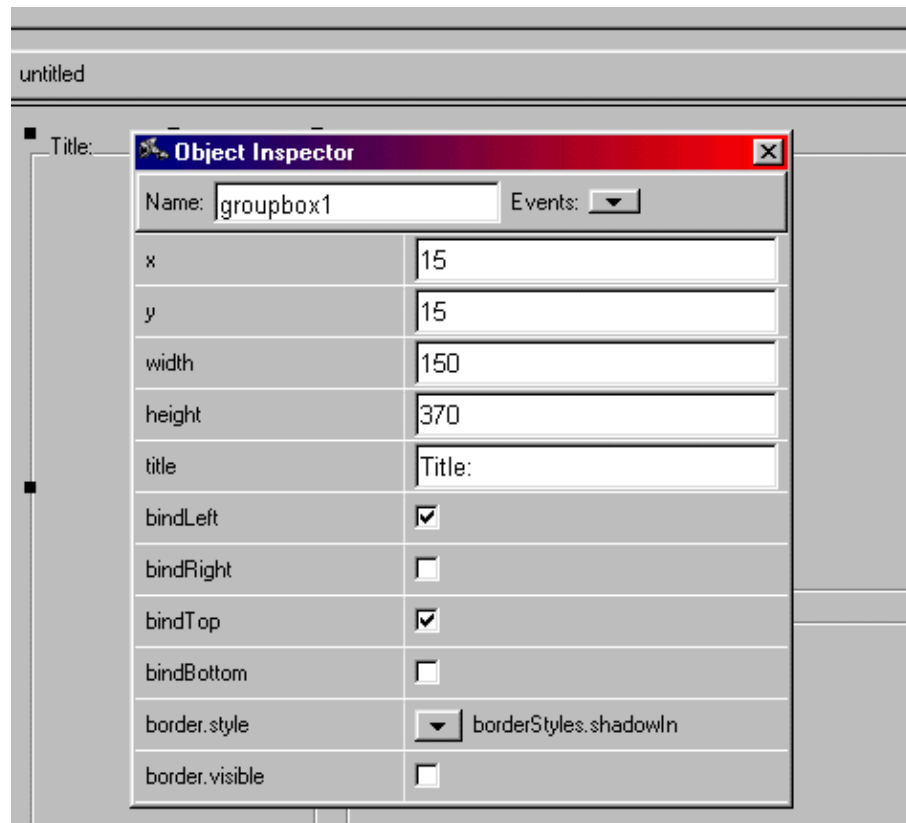 untitled
Title:
Object Inspector
Name: groupbox1 Events:
x 15
y 15
width 150
height 370
title Title:
bindLeft
bindRight
bindTop
bindBottom
border.style borderStyles.shadowIn
border.visible